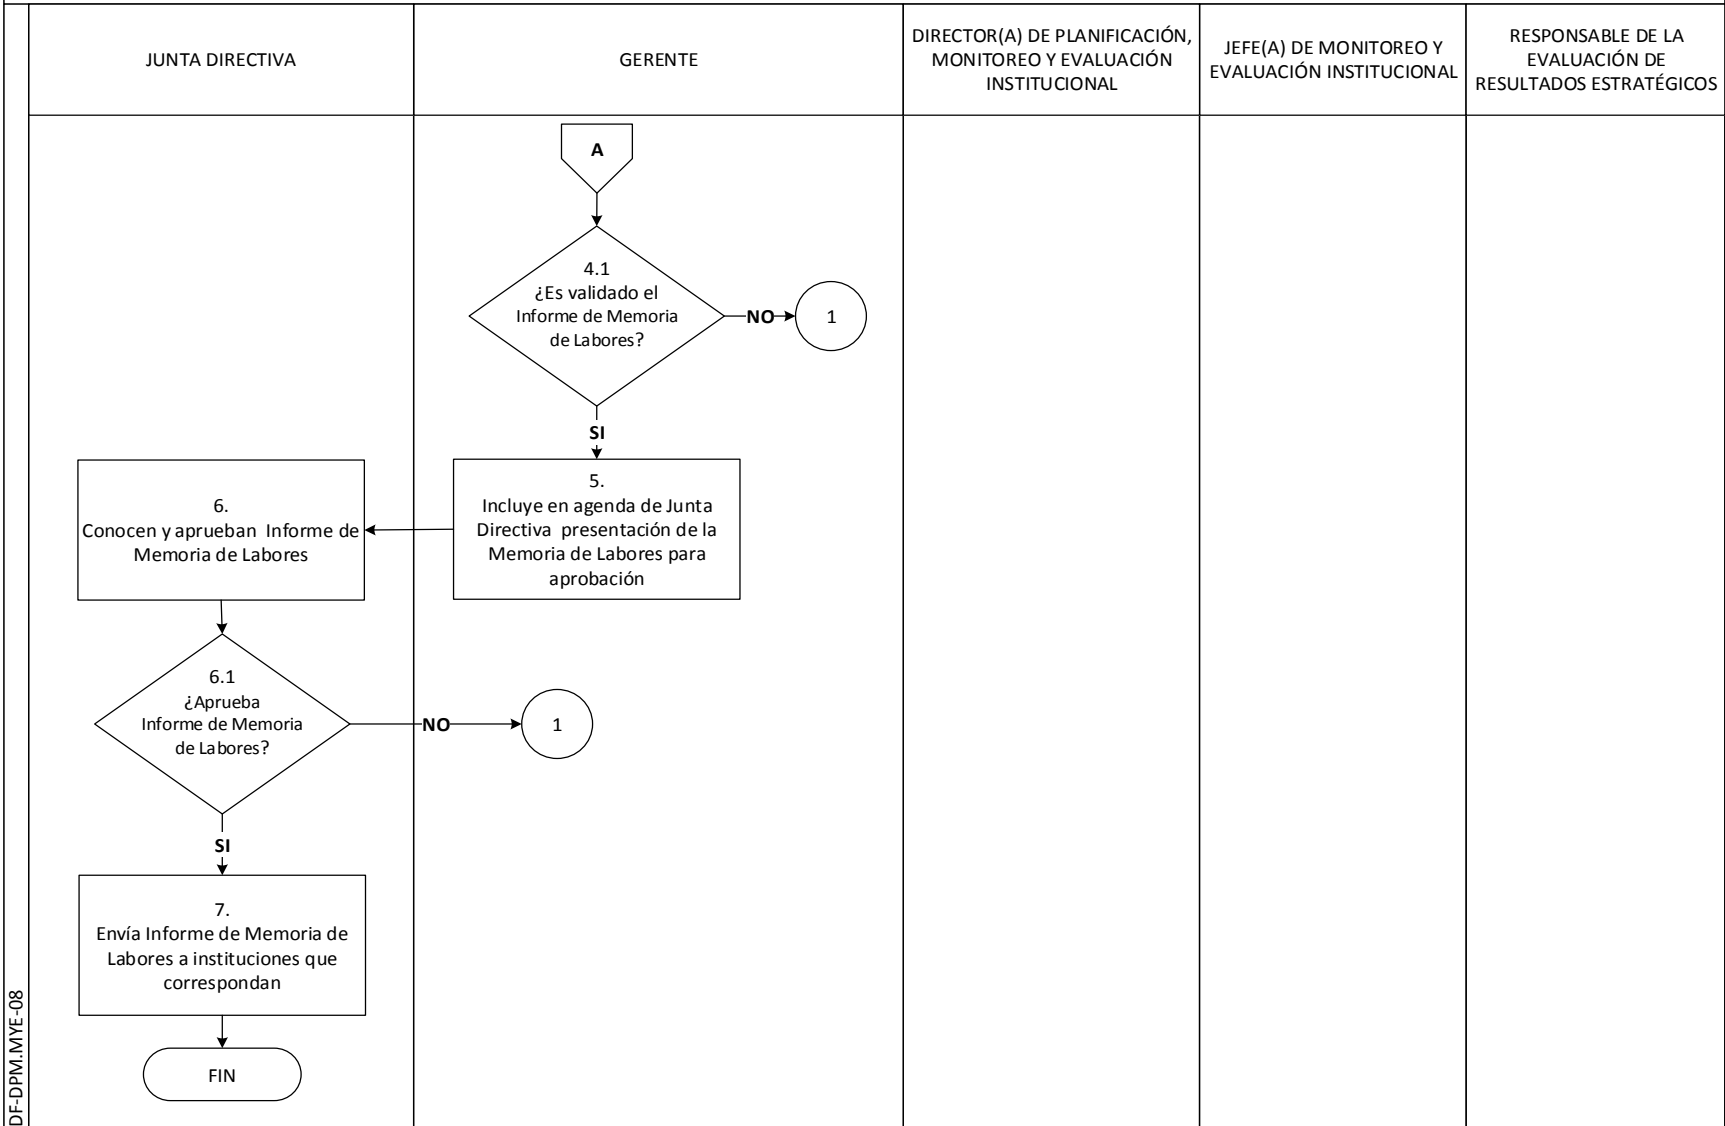 JUNTA DIRECTIVA
GERENTE
DIRECTOR(A) DE PLANIFICACIÓN,
MONITOREO Y EVALUACIÓN
INSTITUCIONAL
JEFE(A) DE MONITOREO Y
EVALUACIÓN INSTITUCIONAL
RESPONSABLE DE LA
EVALUACIÓN DE
RESULTADOS ESTRATÉGICOS
A
4.1
¿Es validado el
Informe de Memoria
de Labores?
NO
1
SI
5.
Incluye en agenda de Junta
Directiva presentación de la
Memoria de Labores para
aprobación
6.
Conocen y aprueban Informe de
Memoria de Labores
6.1
¿Aprueba
Informe de Memoria
de Labores?
NO
1
SI
7.
Envía Informe de Memoria de
Labores a instituciones que
correspondan
FIN
DF-DPM.MYE-08